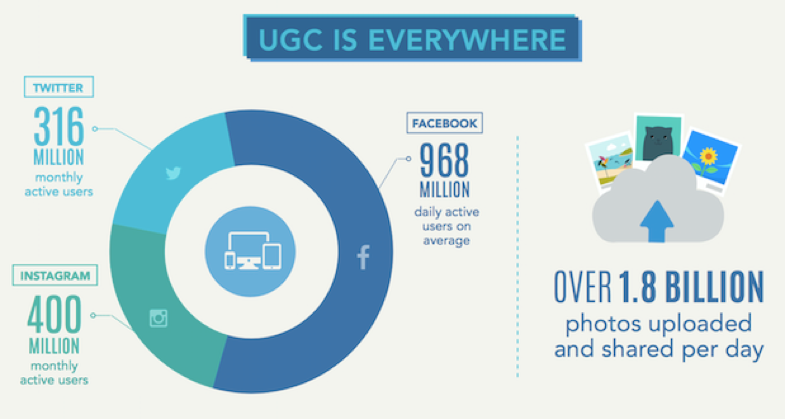 UGC IS EVERYWHERE
TWITTER
316
MILLION
monthly
active users
FACEBOOK
968
MILLION
daily active
users on
average
INSTAGRAM
400
MILLION
monthly
active users
OVER 1.8 BILLION
photos uploaded
and shared per day